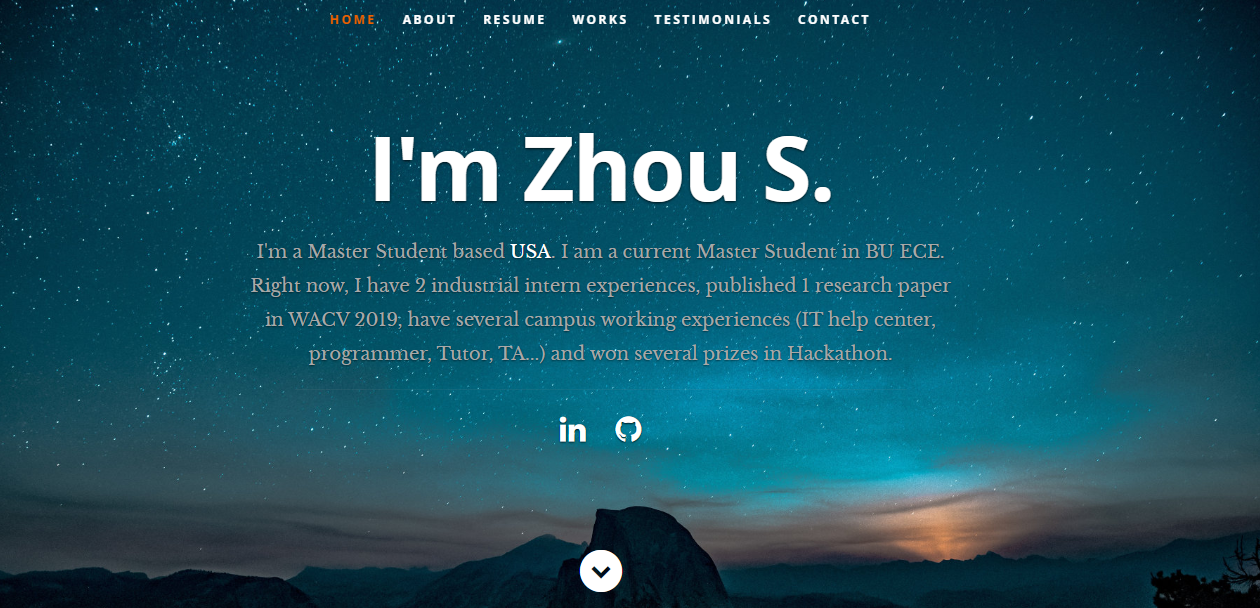 HOME ABOUT RESUME WORKS TESTIMONIALS CONTACT
I'm Zhou S.
I'm a Master Student based USA. I am a current Master Student in BU ECE.
Right now, I have 2 industrial intern experiences, published 1 research paper
in WACV 2019; have several campus working experiences (IT help center,
programmer, Tutor, TA...) and won several prizes in Hackathon.
in